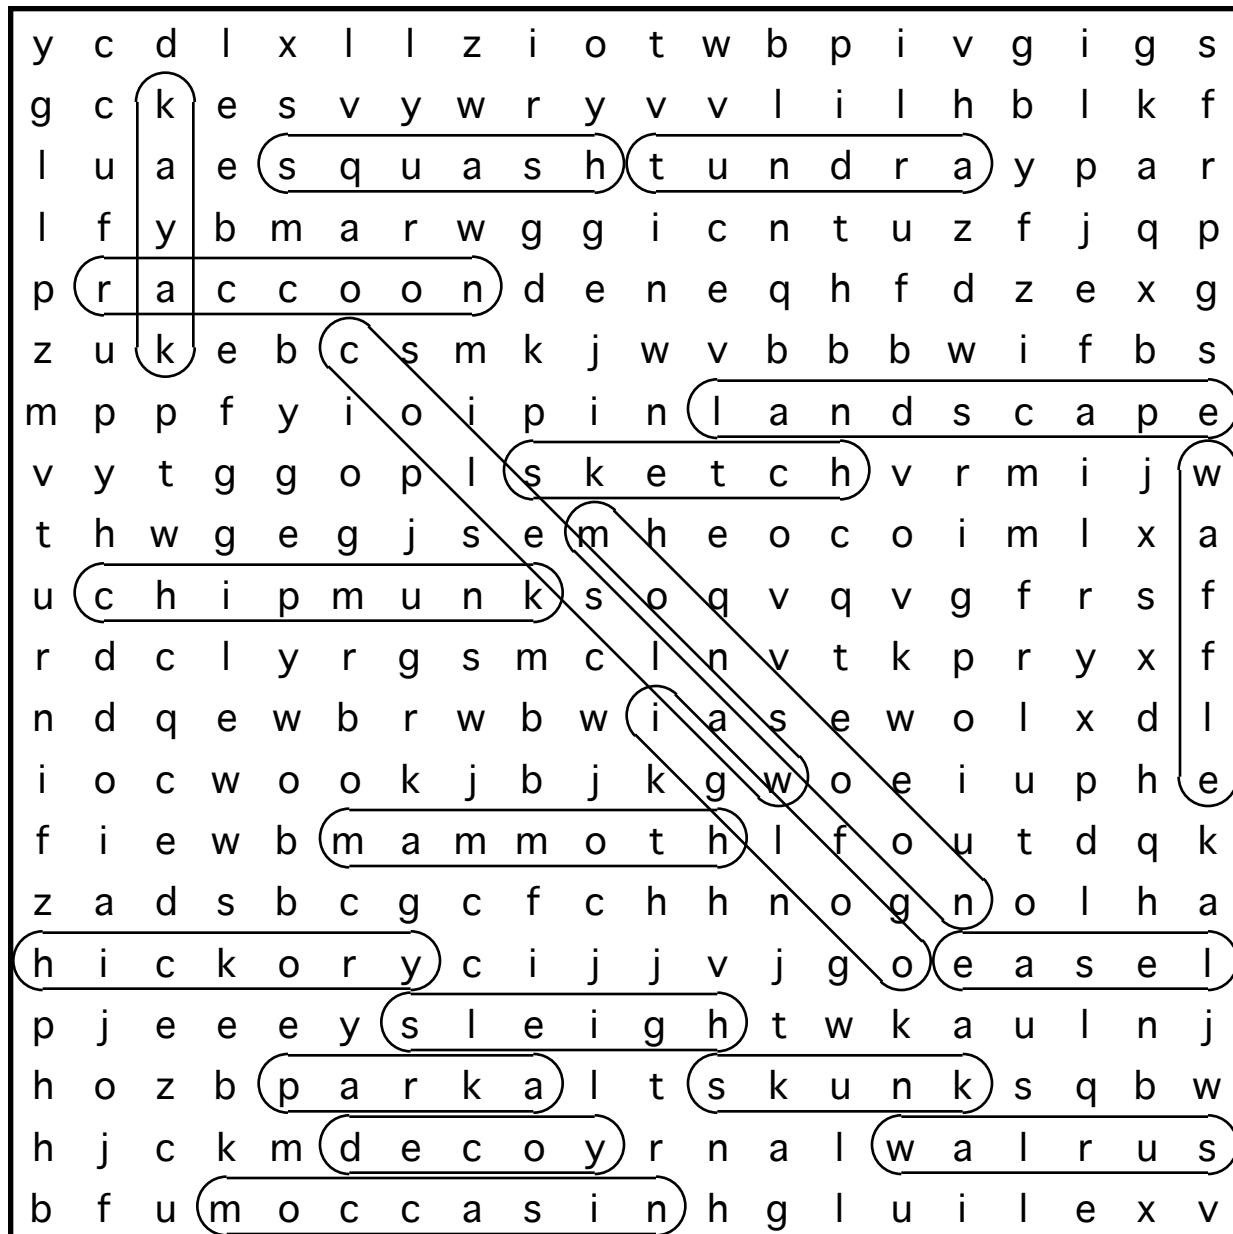 y c d l x l l z i o t w b p i v g i g s
g c k e s v y w r y v v l i l h b l k f
l u a e s q u a s h t u n d r a y p a r
l f y b m a r w g g i c n t u z f j q p
p r a c c o o n d e n e q h f d z e x g
z u k e b c s m k j w v b b b w i f b s
m p p f y i o i p i n l a n d s c a p e
v y t g g o p l s k e t c h v r m i j w
t h w g e g j s e m h e o c o i m l x a
u c h i p m u n k s o q v q v g f r s f
r d c l y r g s m c l n v t k p r y x f
n d q e w b r w b w i a s e w o l x d l
i o c w o o k j b j k g w o e i u p h e
f i e w b m a m m o t h l f o u t d q k
z a d s b c g c f c h h n o g n o l h a
h i c k o r y c i j j v j g o e a s e l
p j e e e y s l e i g h t w k a u l n j
h o z b p a r k a l t s k u n k s q b w
h j c k m d e c o y r n a l w a l r u s
b f u m o c c a s i n h g l u i l e x v